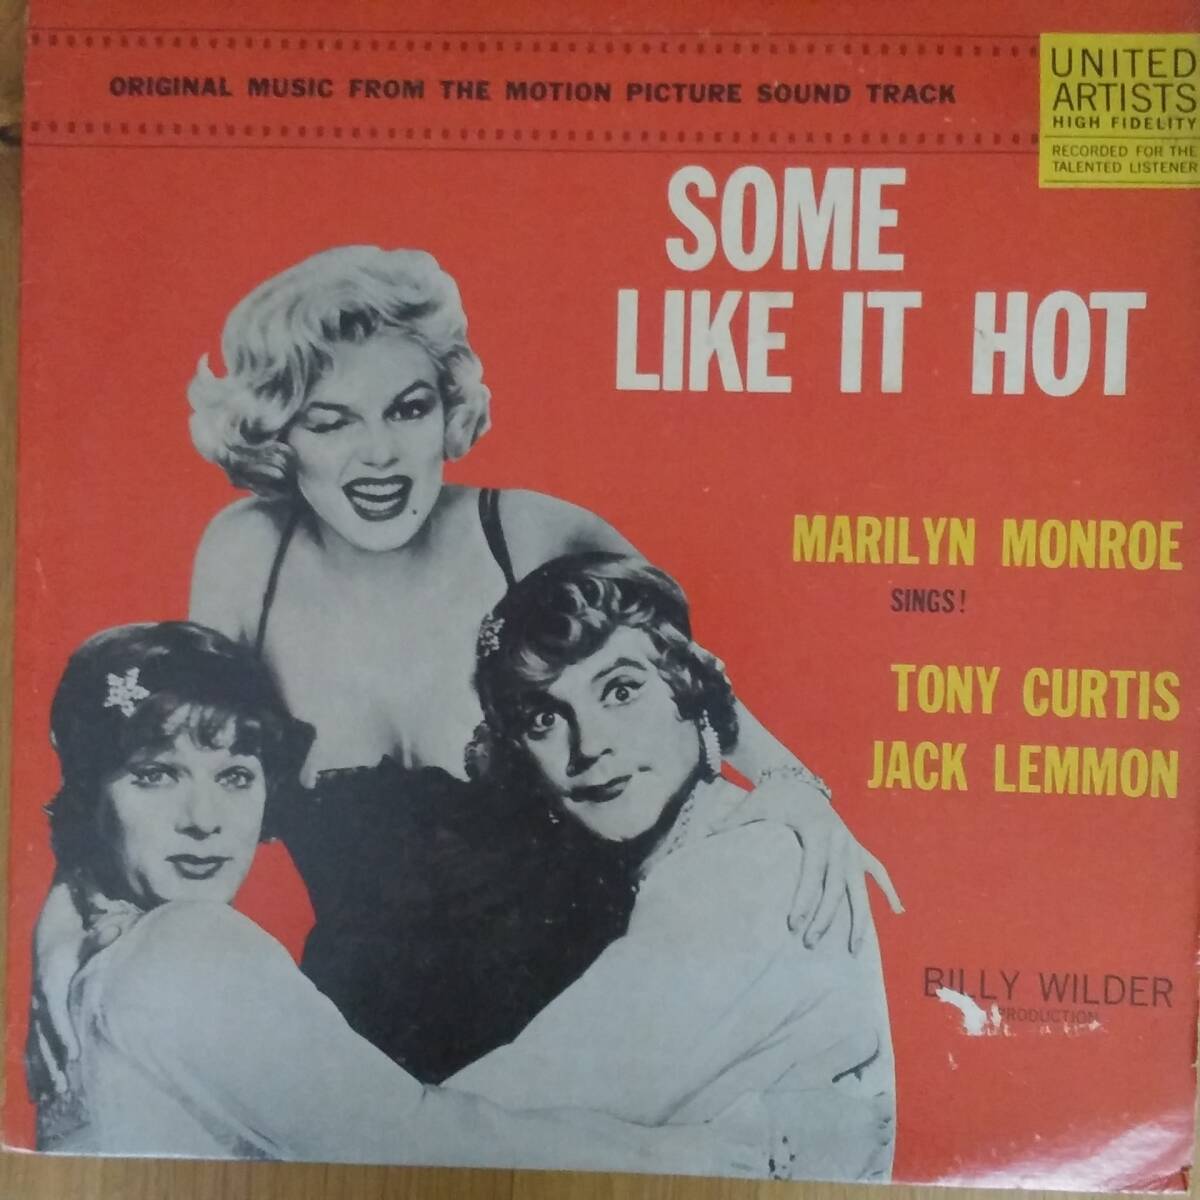 ORIGINAL MUSIC FROM THE MOTION PICTURE SOUND TRACK
UNITED
ARTISTS
HIGH FIDELITY
RECORDED FOR THE
TALENTED LISTENER
SOME
LIKE IT HOT
MARILYN MONROE
SINGS!
TONY CURTIS
JACK LEMMON
BILLY WILDER
PRODUCTION